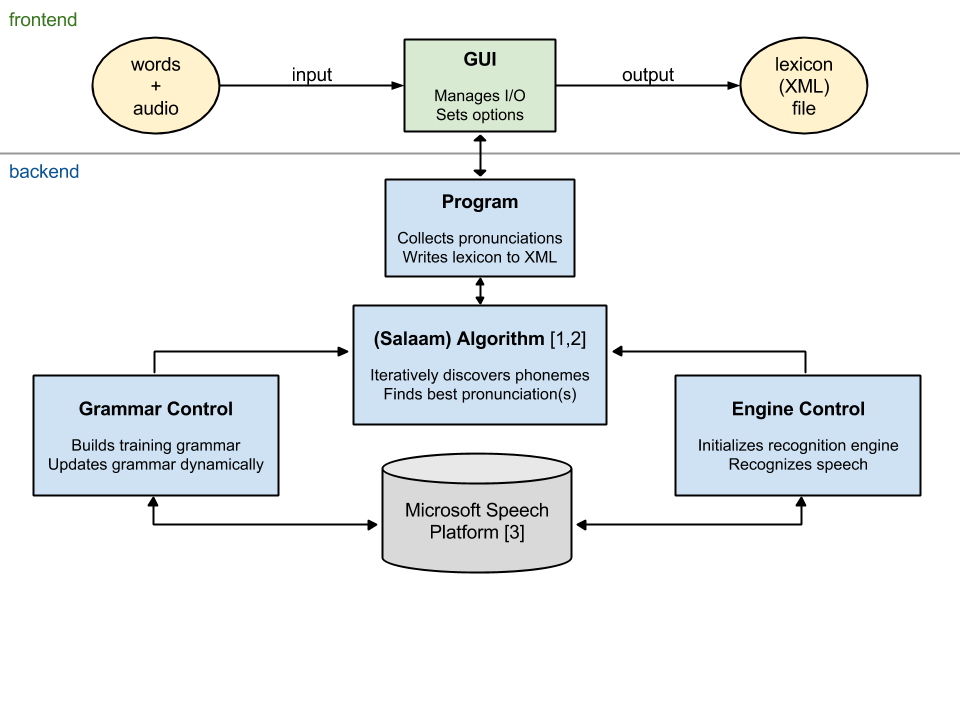 frontend
words
+
audio
input
GUI
Manages I/O
Sets options
output
lexicon
(XML)
file
backend
Program
Collects pronunciations
Writes lexicon to XML
(Salaam) Algorithm [1,2]
Iteratively discovers phonemes
Finds best pronunciation(s)
Grammar Control
Builds training grammar
Updates grammar dynamically
Engine Control
Initializes recognition engine
Recognizes speech
Microsoft Speech
Platform [3]